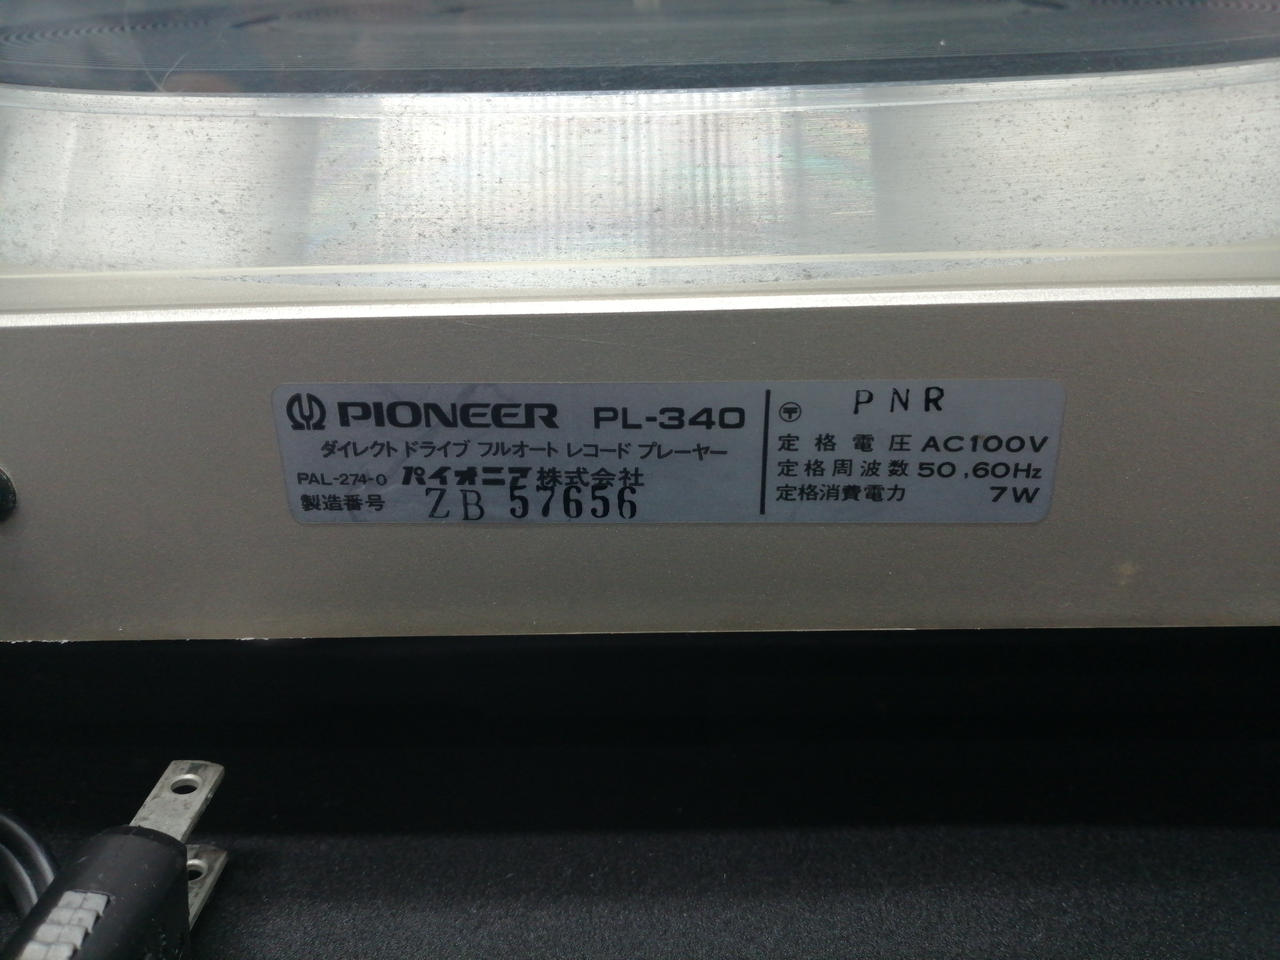 PIONEER PL-340
ダイレクト ドライブ フルオート レコード プレーヤー
PAL-274-0 パイオニア株式会社
製造番号 ZB 57656
〶 PNR
定格電圧 AC100V
定格周波数 50,60Hz
定格消費電力 7W